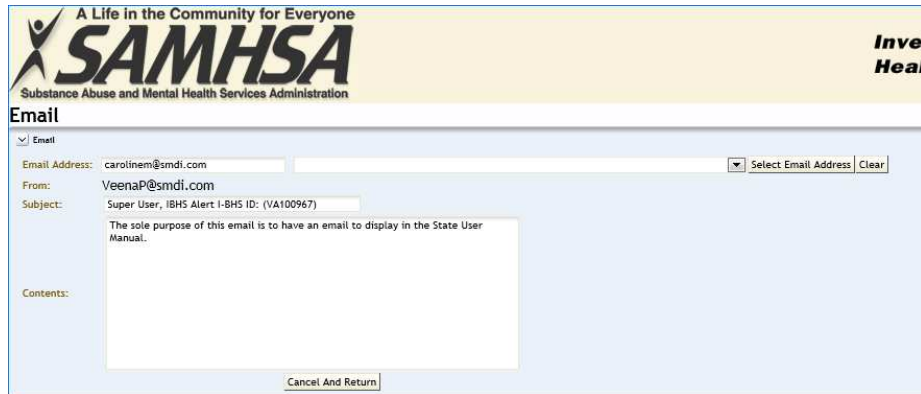 A Life in the Community for Everyone
SAMHSA
Substance Abuse and Mental Health Services Administration
Email
Email
Email Address: carolinem@smdi.com Select Email Address Clear
From: VeenaP@smdi.com
Subject: Super User, IBHS Alert I-BHS ID: (VA100967)
The sole purpose of this email is to have an email to display in the State User
Manual.
Contents:
Cancel And Return